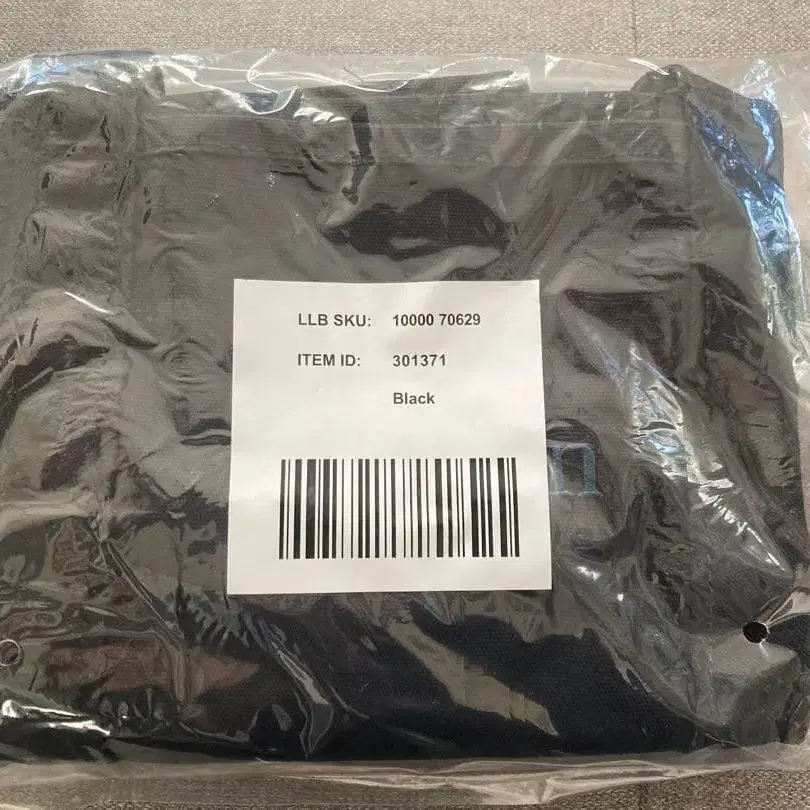 LLB SKU: 10000 70629
ITEM ID: 301371
Black
n